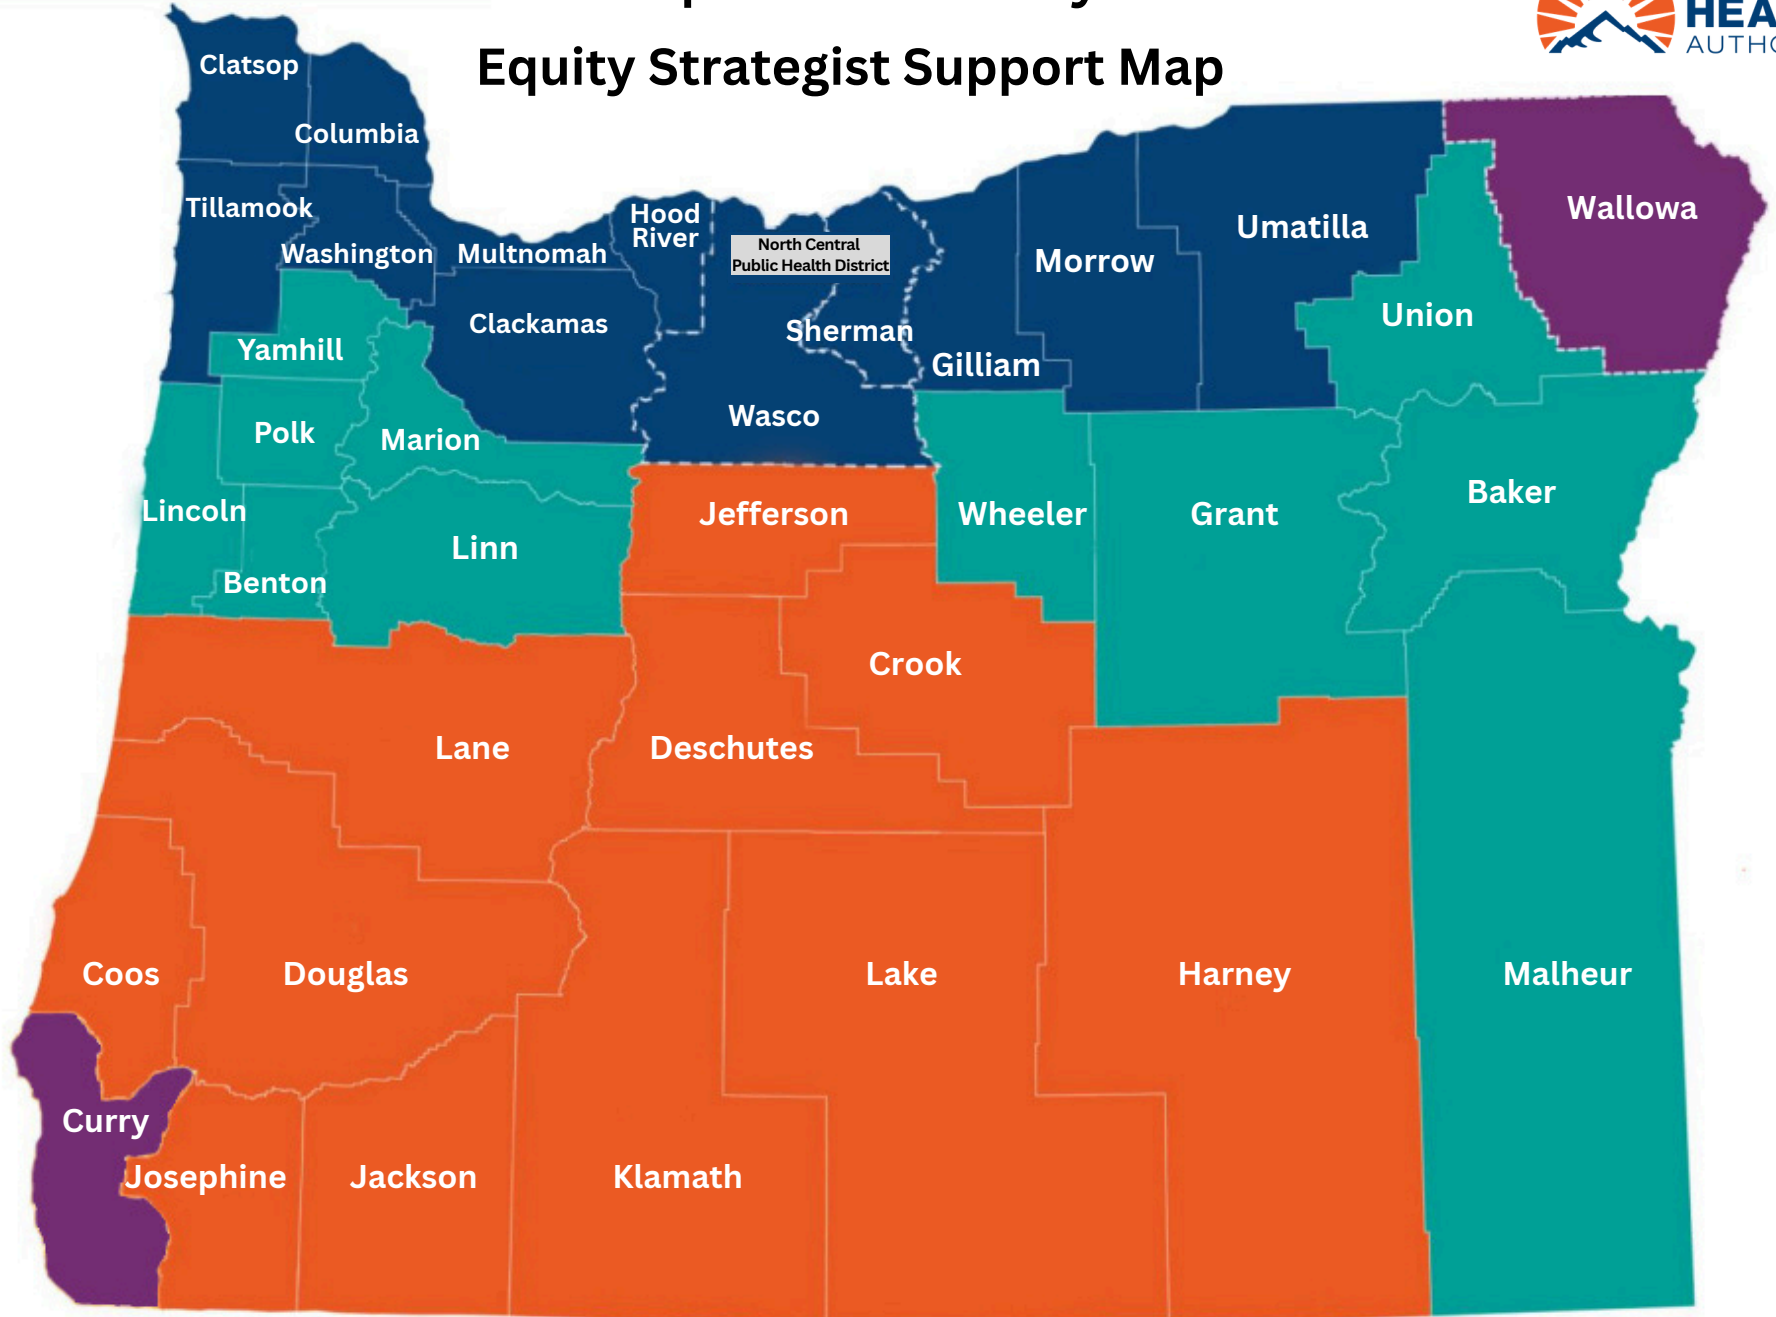 Equity Strategist Support Map
HEA
AUTHO
Clatsop
Columbia
Tillamook
Washington
Multnomah
Hood
River
North Central
Public Health District
Clackamas
Sherman
Gilliam
Morrow
Umatilla
Wallowa
Union
Yamhill
Polk
Marion
Wasco
Lincoln
Benton
Linn
Jefferson
Wheeler
Grant
Baker
Crook
Lane
Deschutes
Coos
Douglas
Lake
Harney
Malheur
Curry
Josephine
Jackson
Klamath